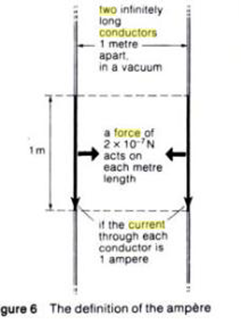 two infinitely
long
conductors
1 metre
apart,
in a vacuum
1m
a force of
2 × 10⁻⁷N
acts on
each metre
length
if the current
through each
conductor is
1 ampere
gure 6 The definition of the ampère